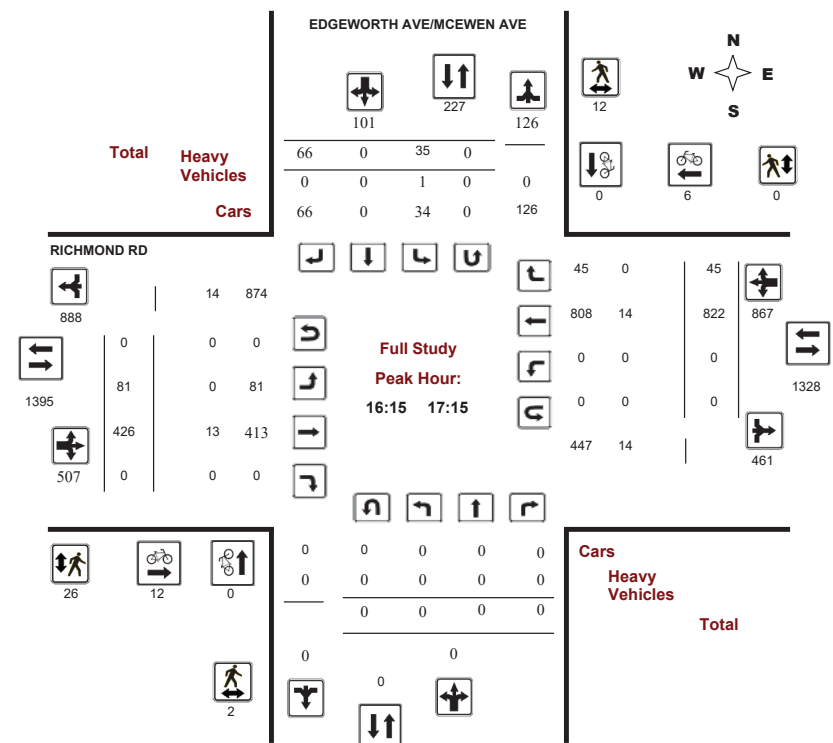 EDGEWORTH AVE/MCEWEN AVE
N
W E
S
227
12
101 126
Total Heavy Vehicles
66 0 35 0
0 0 1 0 0
Cars 66 0 34 0 126
0 6 0
RICHMOND RD
14 874
888
0 0 0
1395
81 0 81
426 13 413
507 0 0 0
Full Study
Peak Hour:
16:15 17:15
45 0 45
808 14 822 867
0 0 0
1328
0 0 0
447 14 461
26 12 0
2
0 0 0 0 0
0 0 0 0 0
0 0 0 0
0 0
0
Cars
Heavy
Vehicles
Total